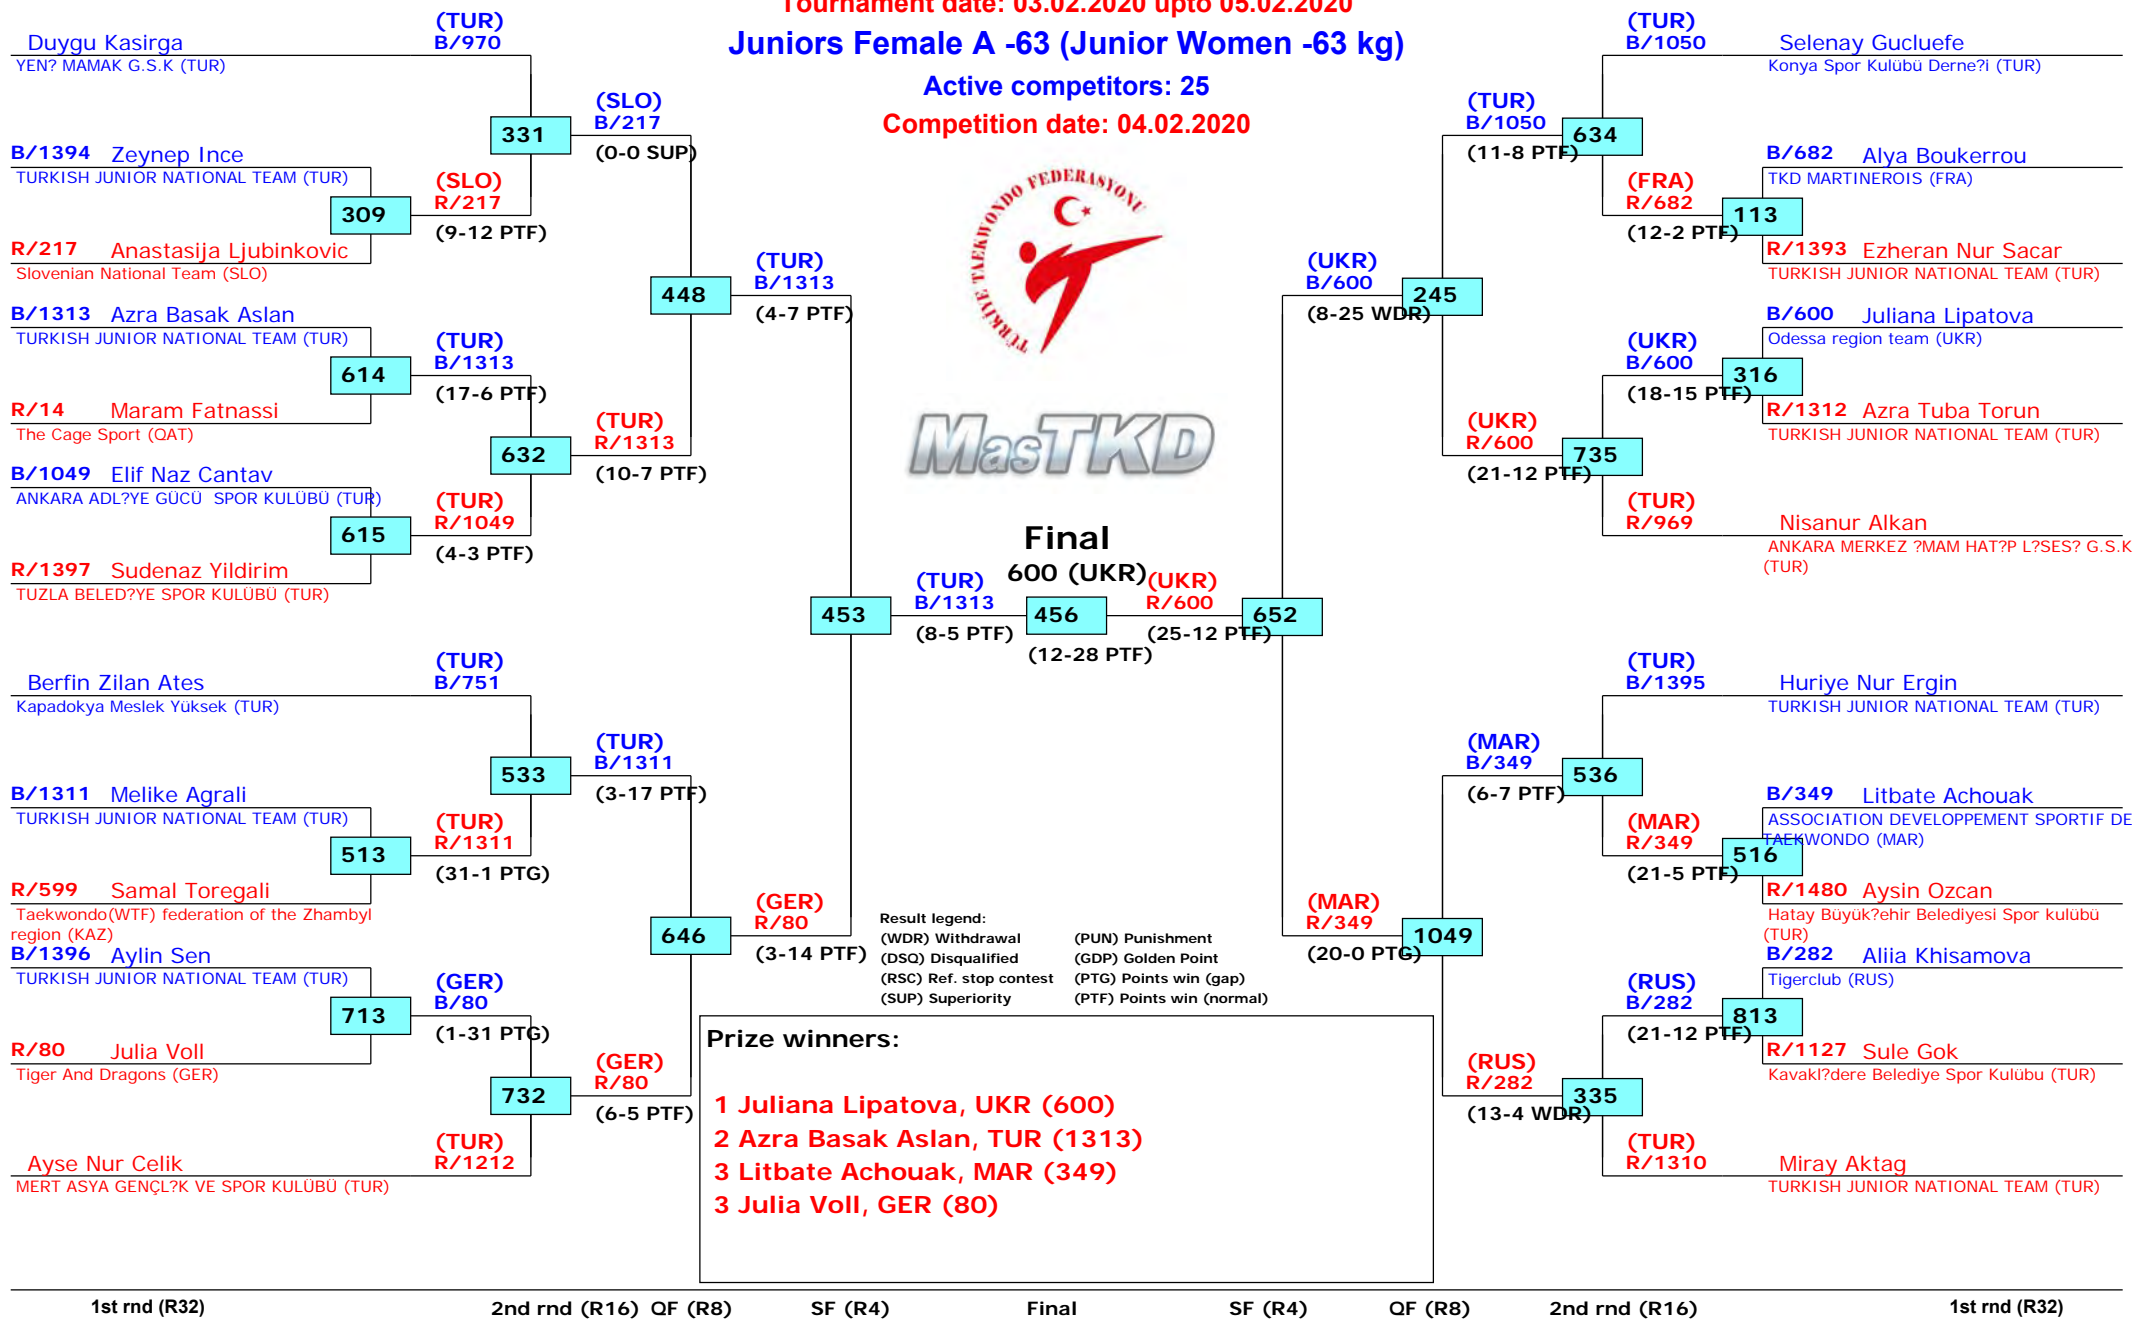 Tournament date: 03.02.2020 upto 05.02.2020
Juniors Female A -63 (Junior Women -63 kg)
Active competitors: 25
Competition date: 04.02.2020
TÜRKİYE TAEKWONDO FEDERASYONU
MasTKD
Duygu Kasirga
YEN? MAMAK G.S.K (TUR)
(TUR)
B/970
331
(SLO)
B/217
(0-0 SUP)
B/1394 Zeynep Ince
TURKISH JUNIOR NATIONAL TEAM (TUR)
309
(SLO)
R/217
(9-12 PTF)
R/217 Anastasija Ljubinkovic
Slovenian National Team (SLO)
448
(TUR)
B/1313
(4-7 PTF)
B/1313 Azra Basak Aslan
TURKISH JUNIOR NATIONAL TEAM (TUR)
614
(TUR)
B/1313
(17-6 PTF)
R/14 Maram Fatnassi
The Cage Sport (QAT)
632
(TUR)
R/1313
(10-7 PTF)
B/1049 Elif Naz Cantav
ANKARA ADL?YE GÜCÜ SPOR KULÜBÜ (TUR)
615
(TUR)
R/1049
(4-3 PTF)
R/1397 Sudenaz Yildirim
TUZLA BELED?YE SPOR KULÜBÜ (TUR)
453
(TUR)
B/1313
(8-5 PTF)
Final
600 (UKR)
456
(12-28 PTF)
(UKR)
R/600
(25-12 PTF)
652
Berfin Zilan Ates
Kapadokya Meslek Yüksek (TUR)
(TUR)
B/751
533
(TUR)
B/1311
(3-17 PTF)
B/1311 Melike Agrali
TURKISH JUNIOR NATIONAL TEAM (TUR)
513
(TUR)
R/1311
(31-1 PTG)
R/599 Samal Toregali
Taekwondo(WTF) federation of the Zhambyl
region (KAZ)
646
(GER)
R/80
(3-14 PTF)
B/1396 Aylin Sen
TURKISH JUNIOR NATIONAL TEAM (TUR)
713
(GER)
B/80
(1-31 PTG)
R/80 Julia Voll
Tiger And Dragons (GER)
732
(GER)
R/80
(6-5 PTF)
(TUR)
R/1212
Ayse Nur Celik
MERT ASYA GENÇL?K VE SPOR KULÜBÜ (TUR)
(TUR)
B/1050
Selenay Gucluefe
Konya Spor Kulübü Derne?i (TUR)
(TUR)
B/1050
(11-8 PTF)
634
B/682 Alya Boukerrou
TKD MARTINEROIS (FRA)
(FRA)
R/682
(12-2 PTF)
113
R/1393 Ezheran Nur Sacar
TURKISH JUNIOR NATIONAL TEAM (TUR)
(UKR)
B/600
(8-25 WDR)
245
B/600 Juliana Lipatova
Odessa region team (UKR)
(UKR)
B/600
(18-15 PTF)
316
R/1312 Azra Tuba Torun
TURKISH JUNIOR NATIONAL TEAM (TUR)
(UKR)
R/600
(21-12 PTF)
735
(TUR)
R/969
Nisanur Alkan
ANKARA MERKEZ ?MAM HAT?P L?SES? G.S.K
(TUR)
(TUR)
B/1395
Huriye Nur Ergin
TURKISH JUNIOR NATIONAL TEAM (TUR)
(MAR)
B/349
(6-7 PTF)
536
B/349 Litbate Achouak
ASSOCIATION DEVELOPPEMENT SPORTIF DE
TAEKWONDO (MAR)
(MAR)
R/349
(21-5 PTF)
516
R/1480 Aysin Ozcan
Hatay Büyük?ehir Belediyesi Spor kulübü
(TUR)
(MAR)
R/349
(20-0 PTG)
1049
B/282 Aliia Khisamova
Tigerclub (RUS)
(RUS)
B/282
(21-12 PTF)
813
R/1127 Sule Gok
Kavakl?dere Belediye Spor Kulübu (TUR)
(RUS)
R/282
(13-4 WDR)
335
(TUR)
R/1310
Miray Aktag
TURKISH JUNIOR NATIONAL TEAM (TUR)
Result legend:
(WDR) Withdrawal (PUN) Punishment
(DSQ) Disqualified (GDP) Golden Point
(RSC) Ref. stop contest (PTG) Points win (gap)
(SUP) Superiority (PTF) Points win (normal)
Prize winners:
1 Juliana Lipatova, UKR (600)
2 Azra Basak Aslan, TUR (1313)
3 Litbate Achouak, MAR (349)
3 Julia Voll, GER (80)
1st rnd (R32) 2nd rnd (R16) QF (R8) SF (R4) Final SF (R4) QF (R8) 2nd rnd (R16) 1st rnd (R32)